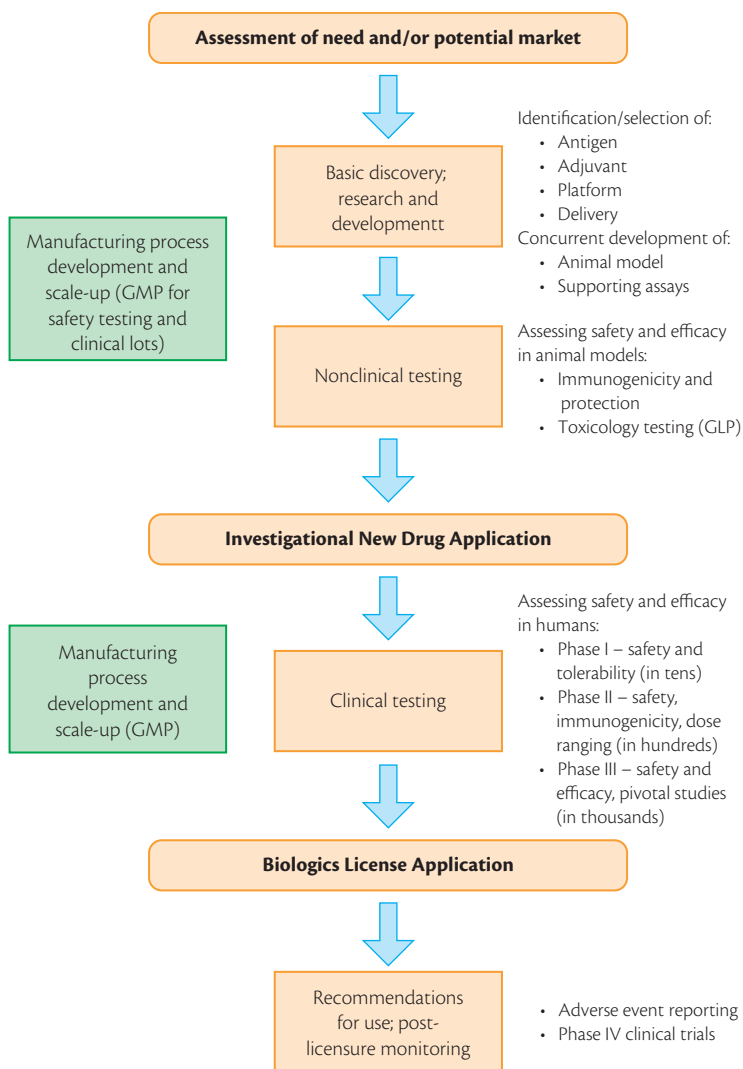 Assessment of need and/or potential market
Identification/selection of:
• Antigen
• Adjuvant
• Platform
• Delivery
Concurrent development of:
• Animal model
• Supporting assays
Basic discovery;
research and
developmentt
Manufacturing process
development and
scale-up (GMP for
safety testing and
clinical lots)
Nonclinical testing
Assessing safety and efficacy
in animal models:
• Immunogenicity and
protection
• Toxicology testing (GLP)
Investigational New Drug Application
Manufacturing
process
development and
scale-up (GMP)
Clinical testing
Assessing safety and efficacy
in humans:
• Phase I – safety and
tolerability (in tens)
• Phase II – safety,
immunogenicity, dose
ranging (in hundreds)
• Phase III – safety and
efficacy, pivotal studies
(in thousands)
Biologics License Application
Recommendations
for use; post-
licensure monitoring
• Adverse event reporting
• Phase IV clinical trials